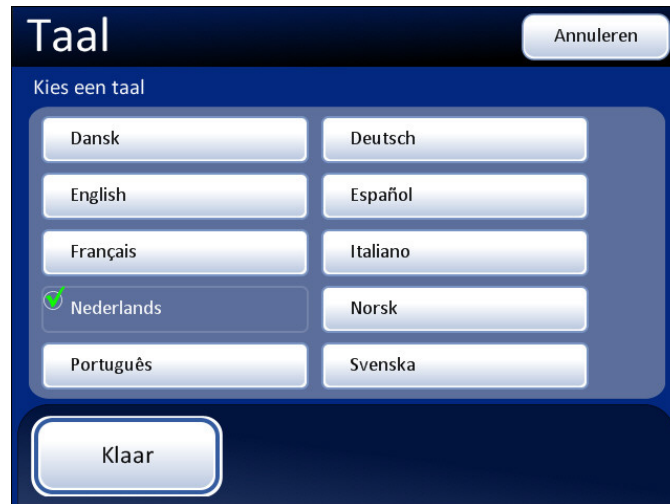 Taal
Annuleren
Kies een taal
Dansk
Deutsch
English
Español
Français
Italiano
Nederlands
Norsk
Português
Svenska
Klaar